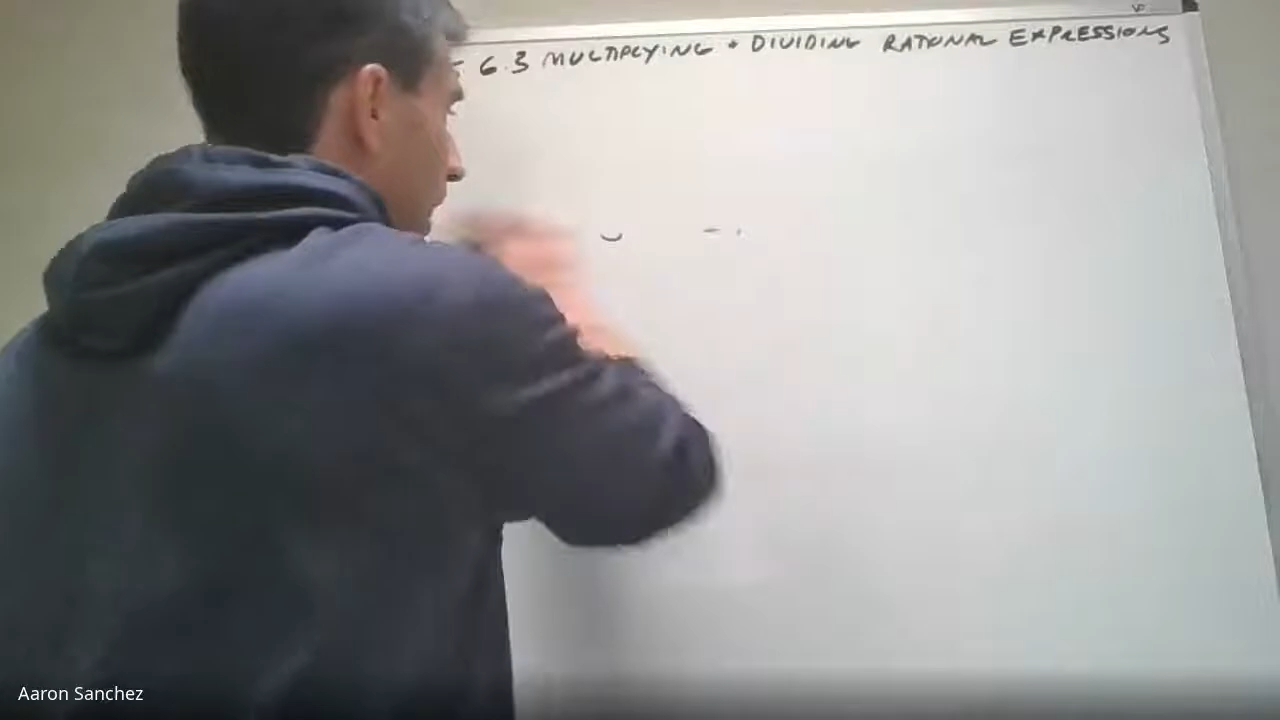 6.3 MULTIPLYING + DIVIDING RATIONAL EXPRESSIONS
Aaron Sanchez